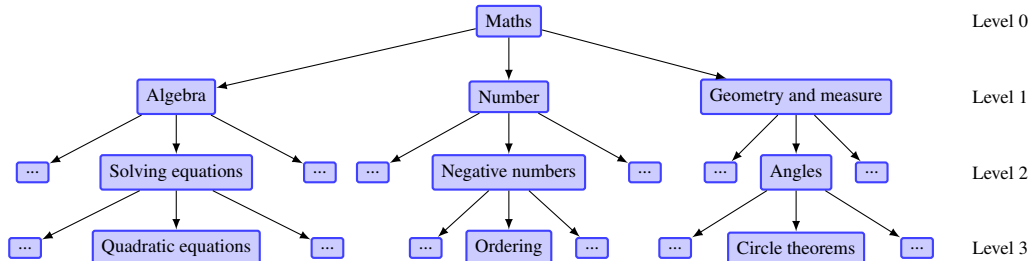 Maths Level 0
Algebra Number Geometry and measure Level 1
... Solving equations ... ... Negative numbers ... ... Angles ... Level 2
... Quadratic equations ... ... Ordering ... ... Circle theorems ... Level 3